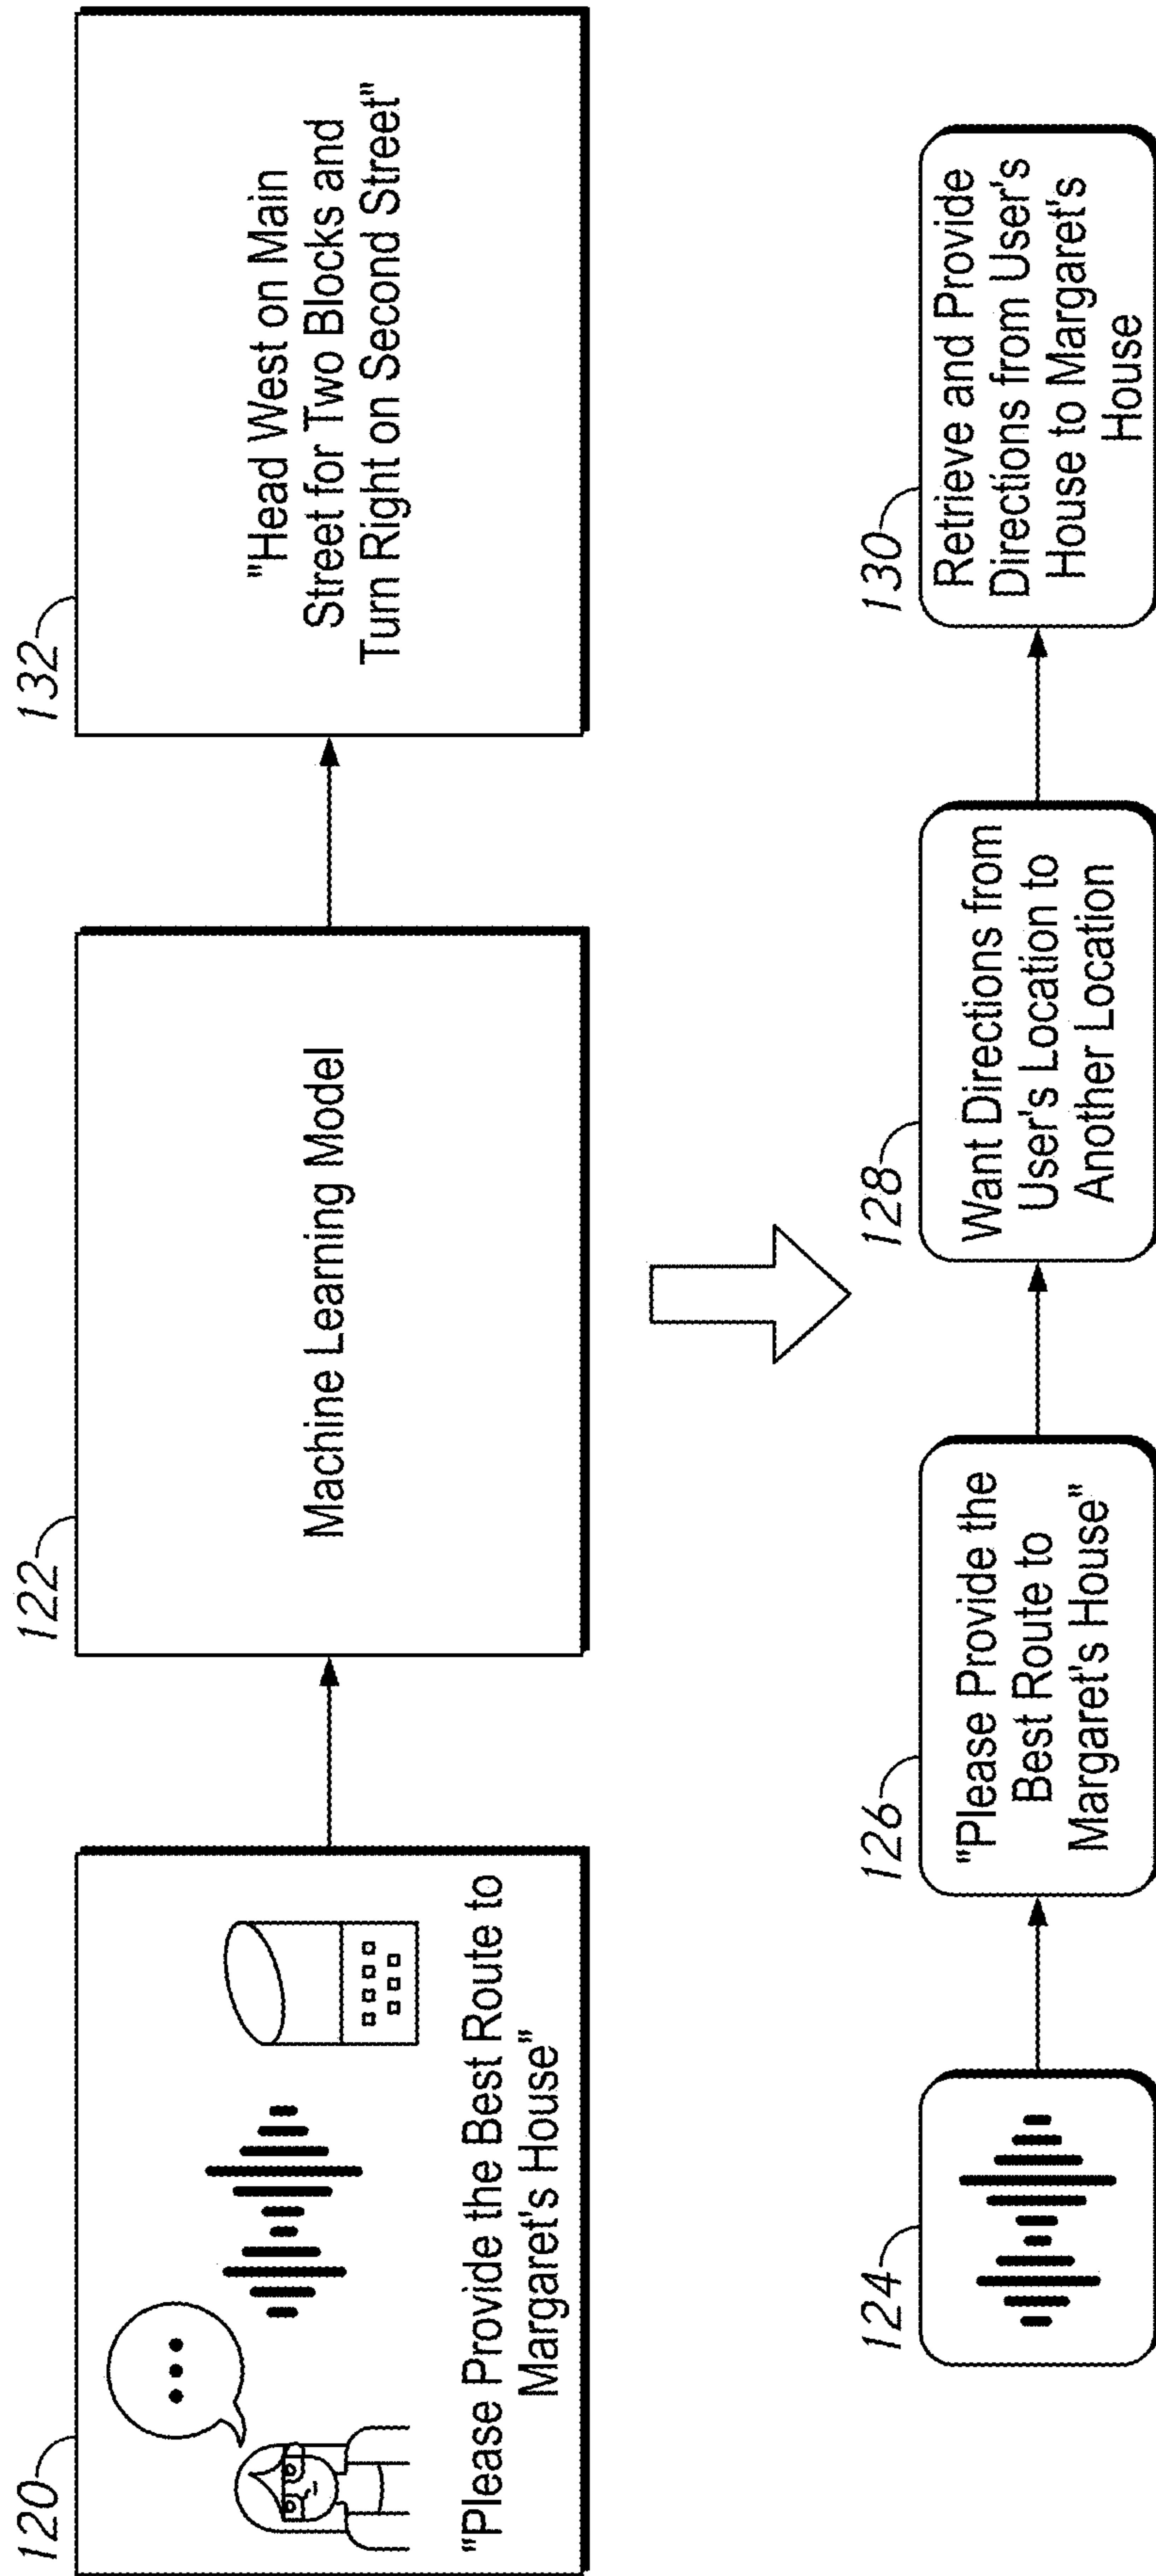 120
"Please Provide the Best Route to
Margaret's House"
122
Machine Learning Model
132
"Head West on Main
Street for Two Blocks and
Turn Right on Second Street"
124
126
"Please Provide the
Best Route to
Margaret's House"
128
Want Directions from
User's Location to
Another Location
130
Retrieve and Provide
Directions from User's
House to Margaret's
House